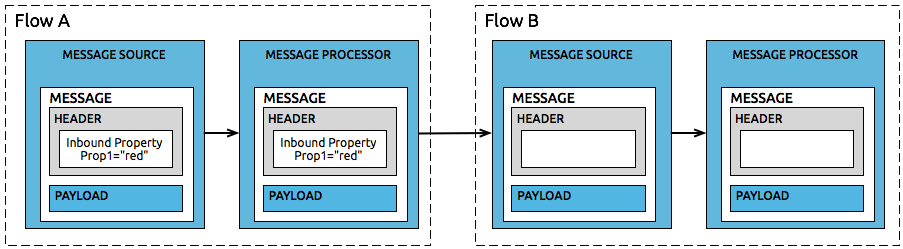 Flow A
MESSAGE SOURCE
MESSAGE
HEADER
Inbound Property
Prop1="red"
PAYLOAD
MESSAGE PROCESSOR
MESSAGE
HEADER
Inbound Property
Prop1="red"
PAYLOAD
Flow B
MESSAGE SOURCE
MESSAGE
HEADER
PAYLOAD
MESSAGE PROCESSOR
MESSAGE
HEADER
PAYLOAD